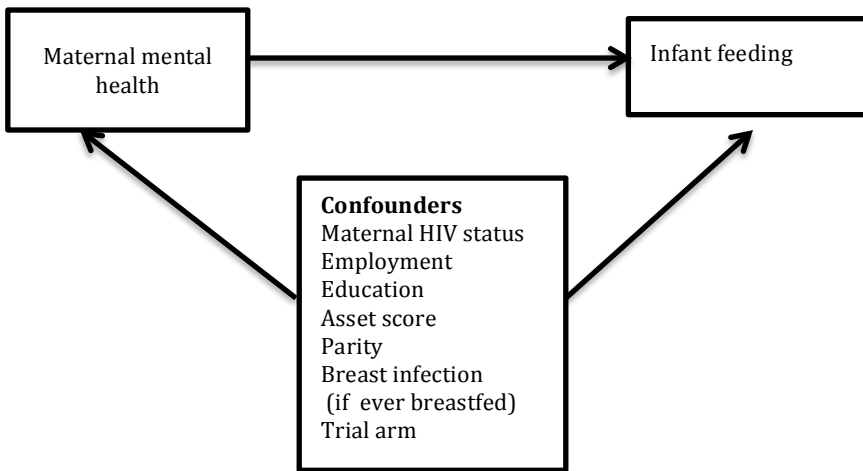 Maternal mental
health
Infant feeding
Confounders
Maternal HIV status
Employment
Education
Asset score
Parity
Breast infection
(if ever breastfed)
Trial arm